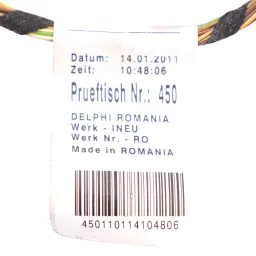 Datum: 14.01.2011
Zeit: 10:48:06
Prueftisch Nr.: 450
DELPHI ROMANIA
Werk - INEU
Werk Nr. - RO
Made in ROMANIA
450110114104806